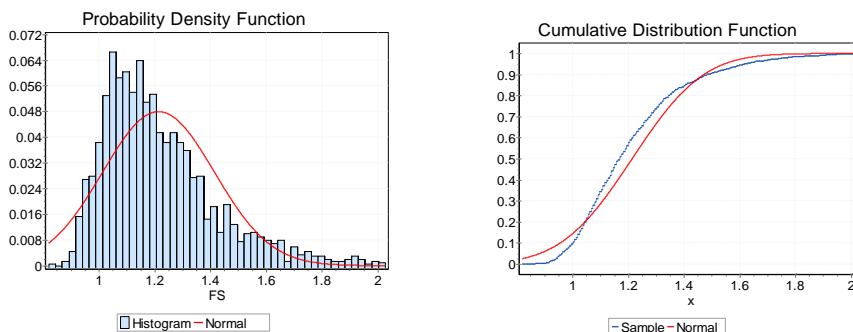 Probability Density Function
0.072
0.064
0.056
0.048
0.04
0.032
0.024
0.016
0.008
0
1 1.2 1.4 1.6 1.8 2
FS
Histogram Normal
Cumulative Distribution Function
1
0.9
0.8
0.7
0.6
0.5
0.4
0.3
0.2
0.1
0
1 1.2 1.4 1.6 1.8 2
x
Sample Normal